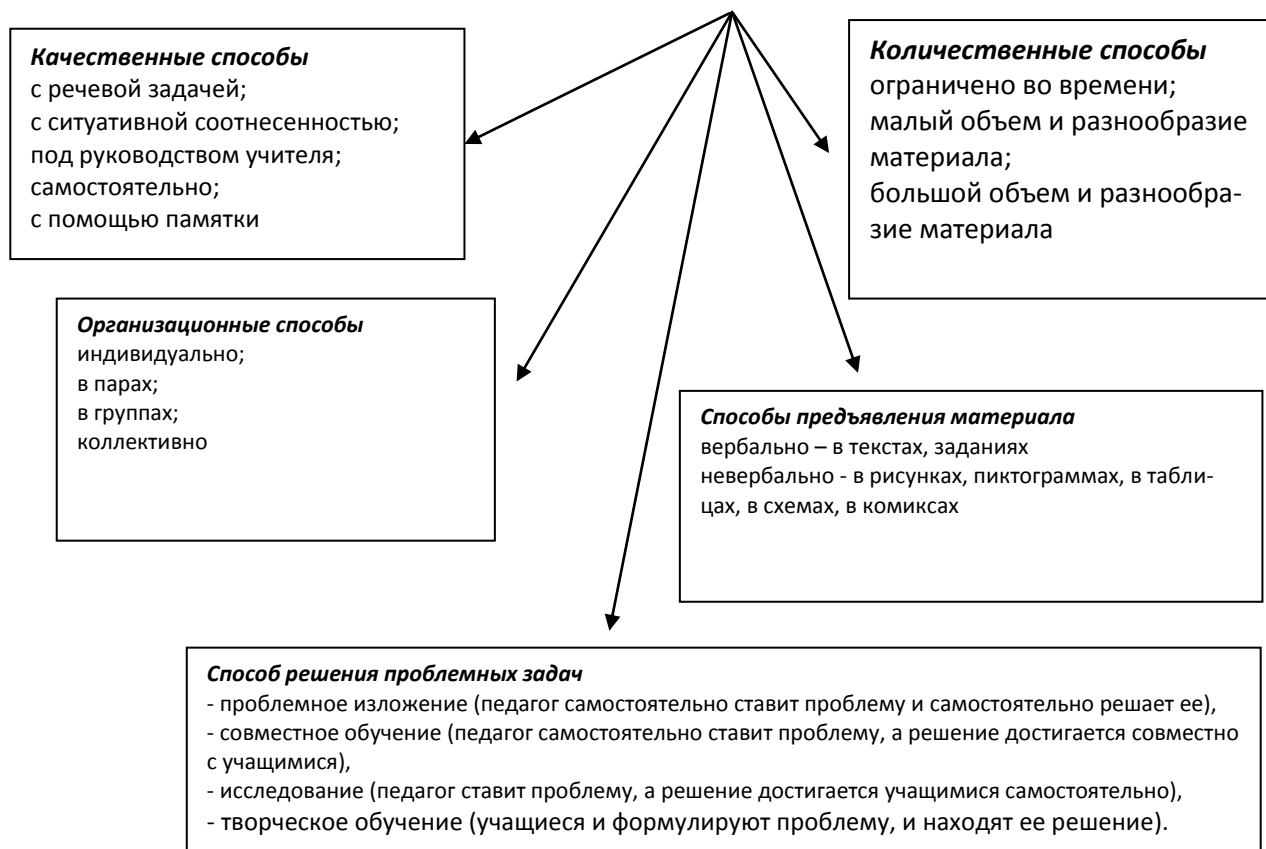 Качественные способы
с речевой задачей;
с ситуативной соотнесенностью;
под руководством учителя;
самостоятельно;
с помощью памятки
Количественные способы
ограничено во времени;
малый объем и разнообразие
материала;
большой объем и разнообра-
зие материала
Организационные способы
индивидуально;
в парах;
в группах;
коллективно
Способы предъявления материала
вербально – в текстах, заданиях
невербально - в рисунках, пиктограммах, в табли-
цах, в схемах, в комиксах
Способ решения проблемных задач
- проблемное изложение (педагог самостоятельно ставит проблему и самостоятельно решает ее),
- совместное обучение (педагог самостоятельно ставит проблему, а решение достигается совместно
с учащимися),
- исследование (педагог ставит проблему, а решение достигается учащимися самостоятельно),
- творческое обучение (учащиеся и формулируют проблему, и находят ее решение).